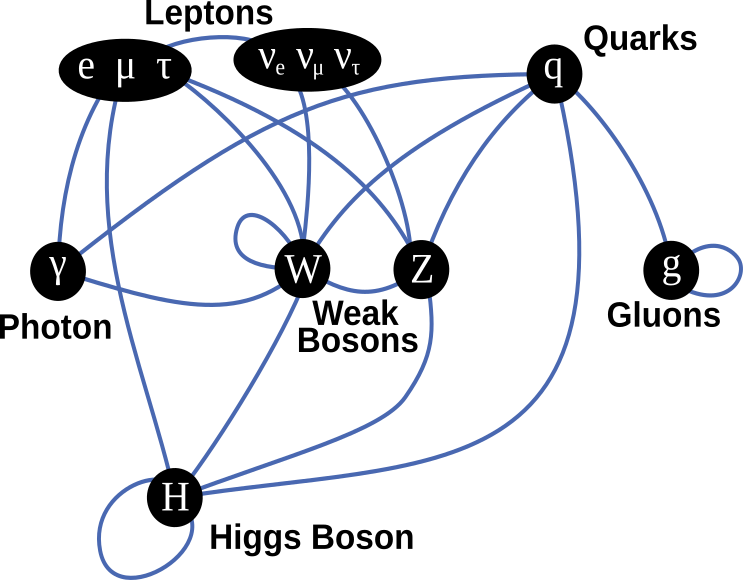 Leptons
e μ τ
νe νμ ντ
q
Quarks
γ
W
Z
g
Photon
Weak
Bosons
Gluons
H
Higgs Boson